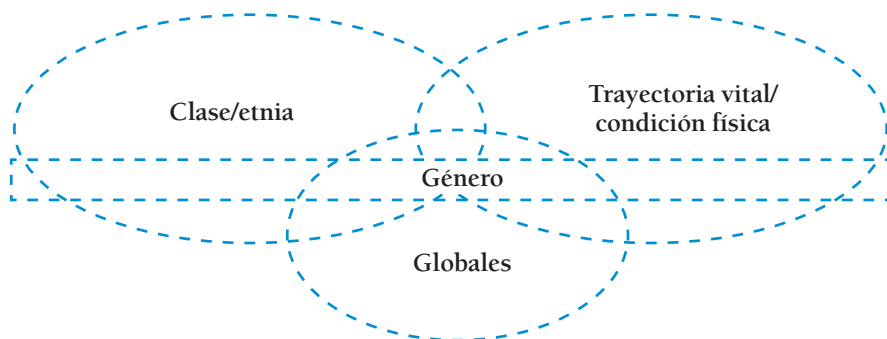 Clase/etnia
Trayectoria vital/
condición física
Género
Globales